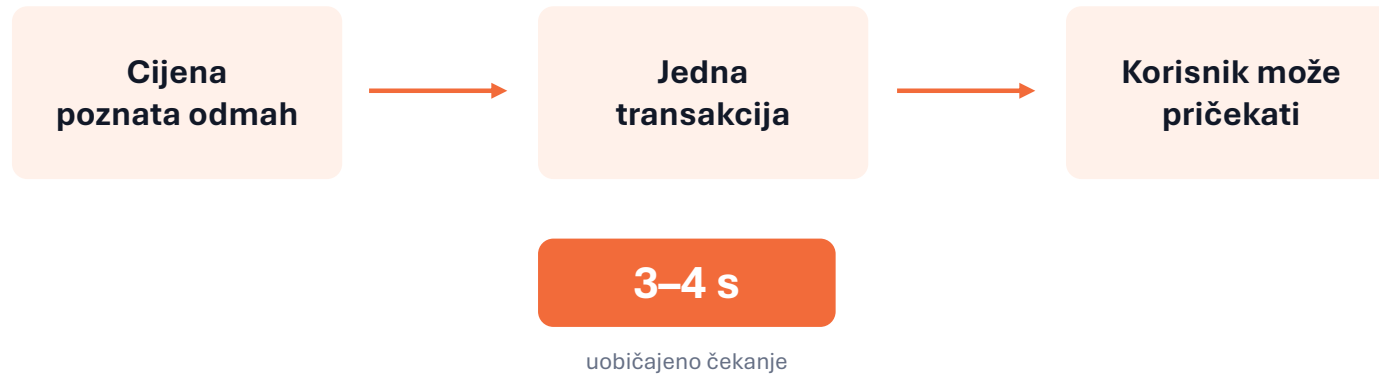 Cijena
poznata odmah
Jedna
transakcija
Korisnik može
pričekati
3–4 s
uobičajeno čekanje